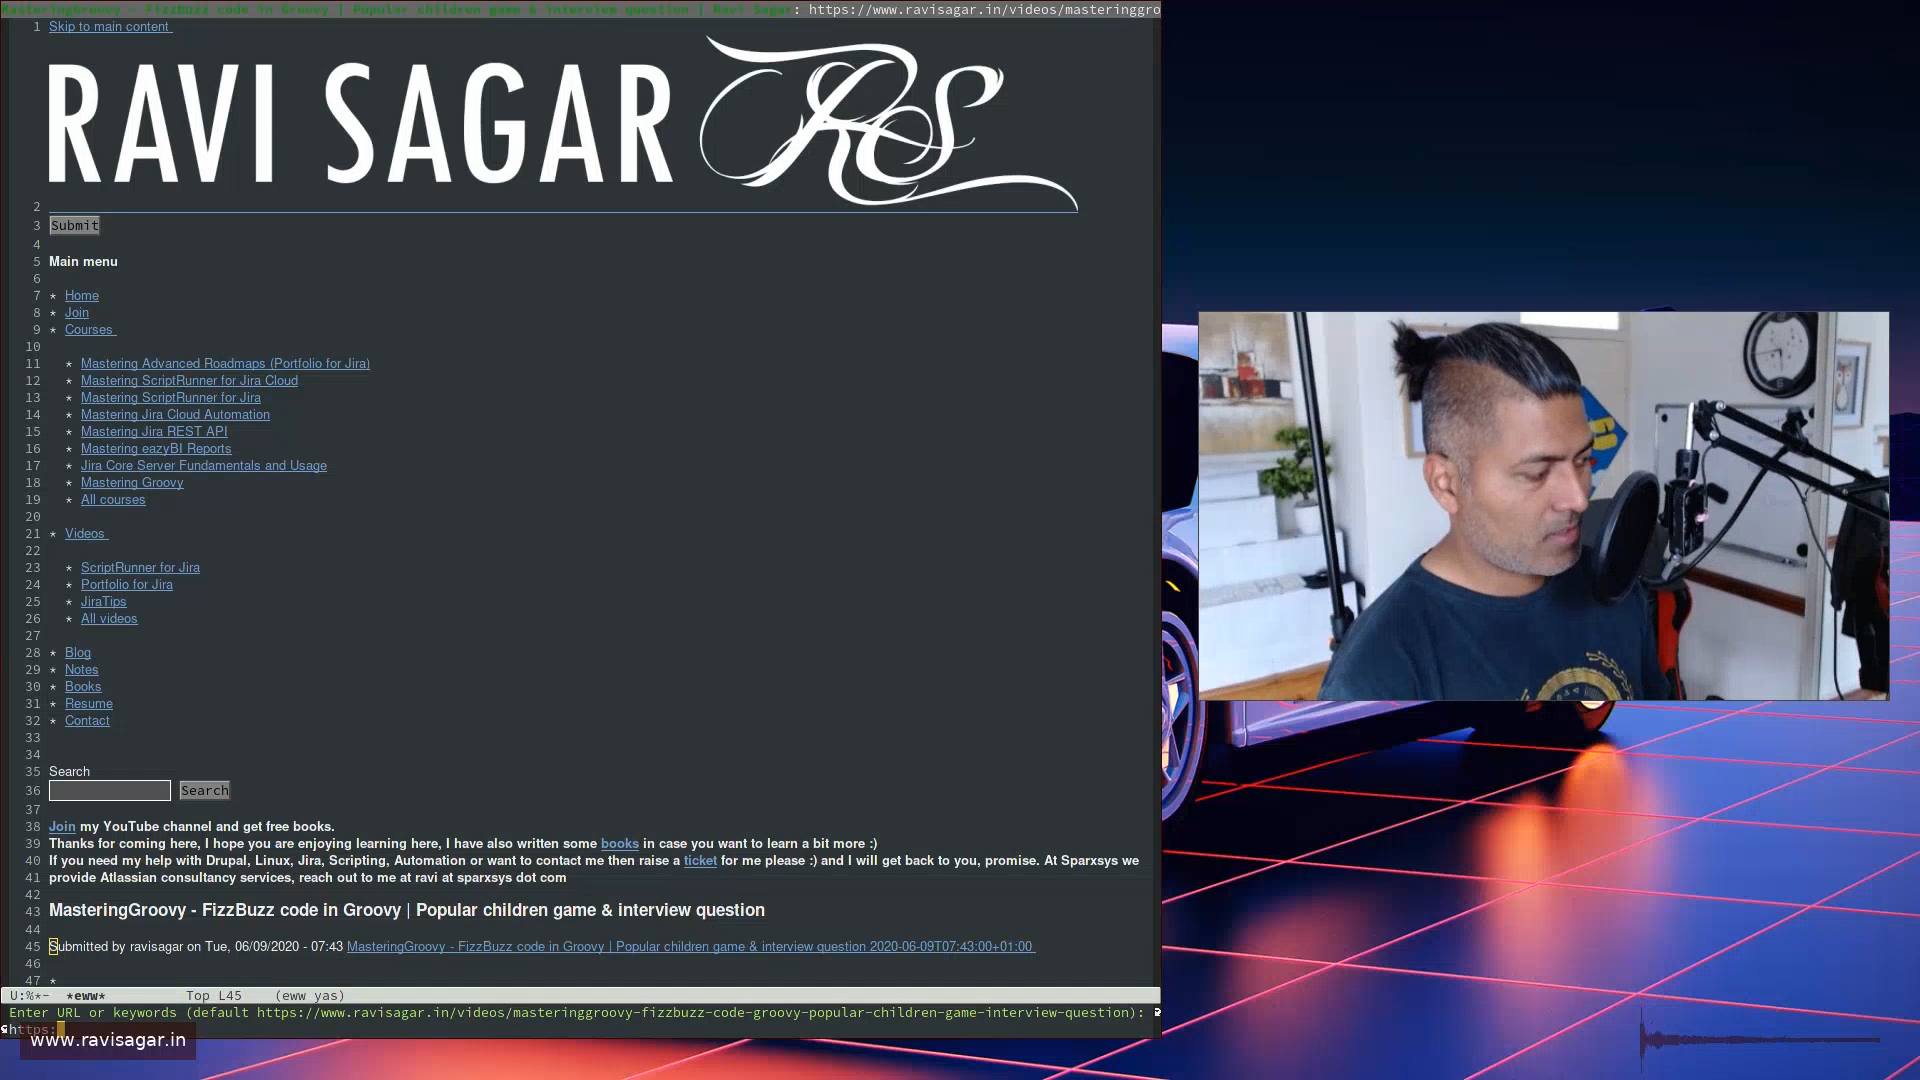 MasteringGroovy - FizzBuzz code in Groovy | Popular children game & interview question | Ravi Sagar: https://www.ravisagar.in/videos/masteringgro
1 Skip to main content
RAVI SAGAR RS
2
3 Submit
4
5 Main menu
6
7 * Home
8 * Join
9 * Courses
10
11 * Mastering Advanced Roadmaps (Portfolio for Jira)
12 * Mastering ScriptRunner for Jira Cloud
13 * Mastering ScriptRunner for Jira
14 * Mastering Jira Cloud Automation
15 * Mastering Jira REST API
16 * Mastering eazyBI Reports
17 * Jira Core Server Fundamentals and Usage
18 * Mastering Groovy
19 * All courses
20
21 * Videos
22
23 * ScriptRunner for Jira
24 * Portfolio for Jira
25 * JiraTips
26 * All videos
27
28 * Blog
29 * Notes
30 * Books
31 * Resume
32 * Contact
33
34
35 Search
36 Search
37
38 Join my YouTube channel and get free books.
39 Thanks for coming here, I hope you are enjoying learning here, I have also written some books in case you want to learn a bit more :)
40 If you need my help with Drupal, Linux, Jira, Scripting, Automation or want to contact me then raise a ticket for me please :) and I will get back to you, promise. At Sparxsys we
41 provide Atlassian consultancy services, reach out to me at ravi at sparxsys dot com
42
43 MasteringGroovy - FizzBuzz code in Groovy | Popular children game & interview question
44
45 Submitted by ravisagar on Tue, 06/09/2020 - 07:43 MasteringGroovy - FizzBuzz code in Groovy | Popular children game & interview question 2020-06-09T07:43:00+01:00
46
47 *
U:%*- *eww* Top L45 (eww yas)
Enter URL or keywords (default https://www.ravisagar.in/videos/masteringgroovy-fizzbuzz-code-groovy-popular-children-game-interview-question):
https:
www.ravisagar.in